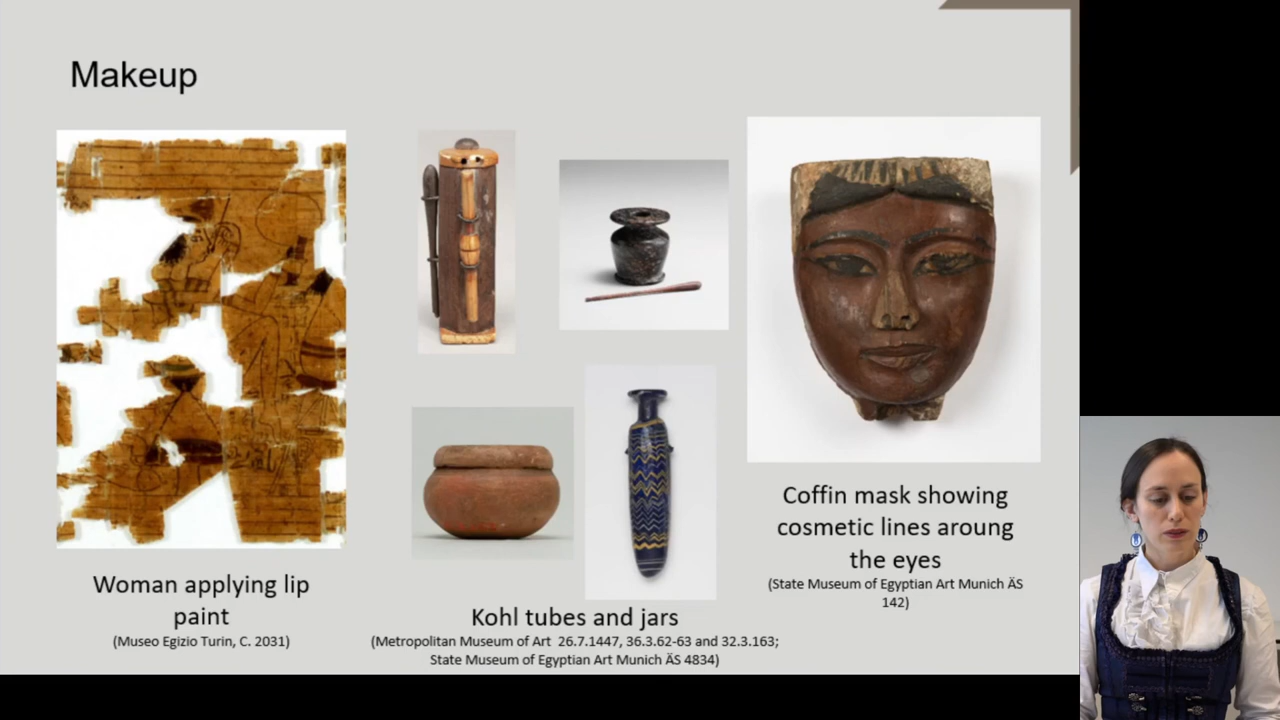 Makeup
Woman applying lip
paint
(Museo Egizio Turin, C. 2031)
Kohl tubes and jars
(Metropolitan Museum of Art  26.7.1447, 36.3.62-63 and 32.3.163;
State Museum of Egyptian Art Munich ÄS 4834)
Coffin mask showing
cosmetic lines aroung
the eyes
(State Museum of Egyptian Art Munich ÄS
142)